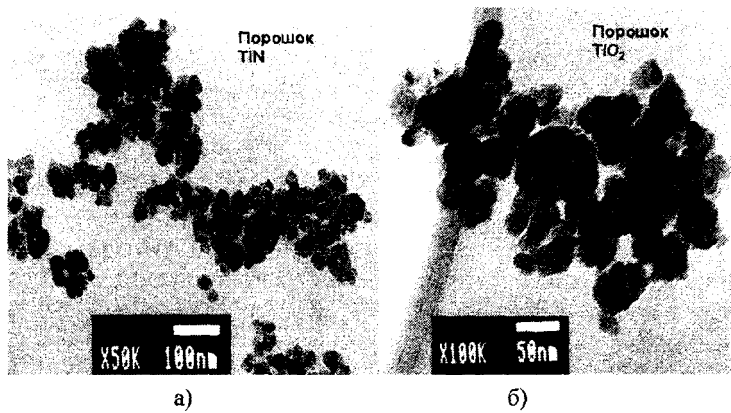 Порошок
TiN
Порошок
TiO₂
X50K 100nm
X100K 50nm
а)
б)